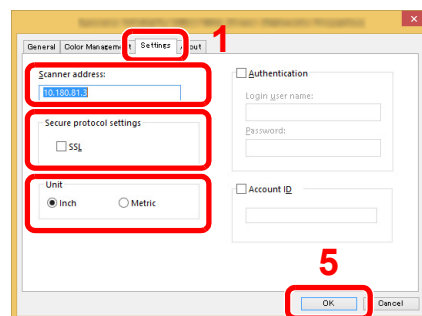 1
General Color Management Settings About
Scanner address:
10.180.81.3
Secure protocol settings
SSL
Unit
Inch Metric
Authentication
Login user name:
Password:
Account ID
5
OK Cancel